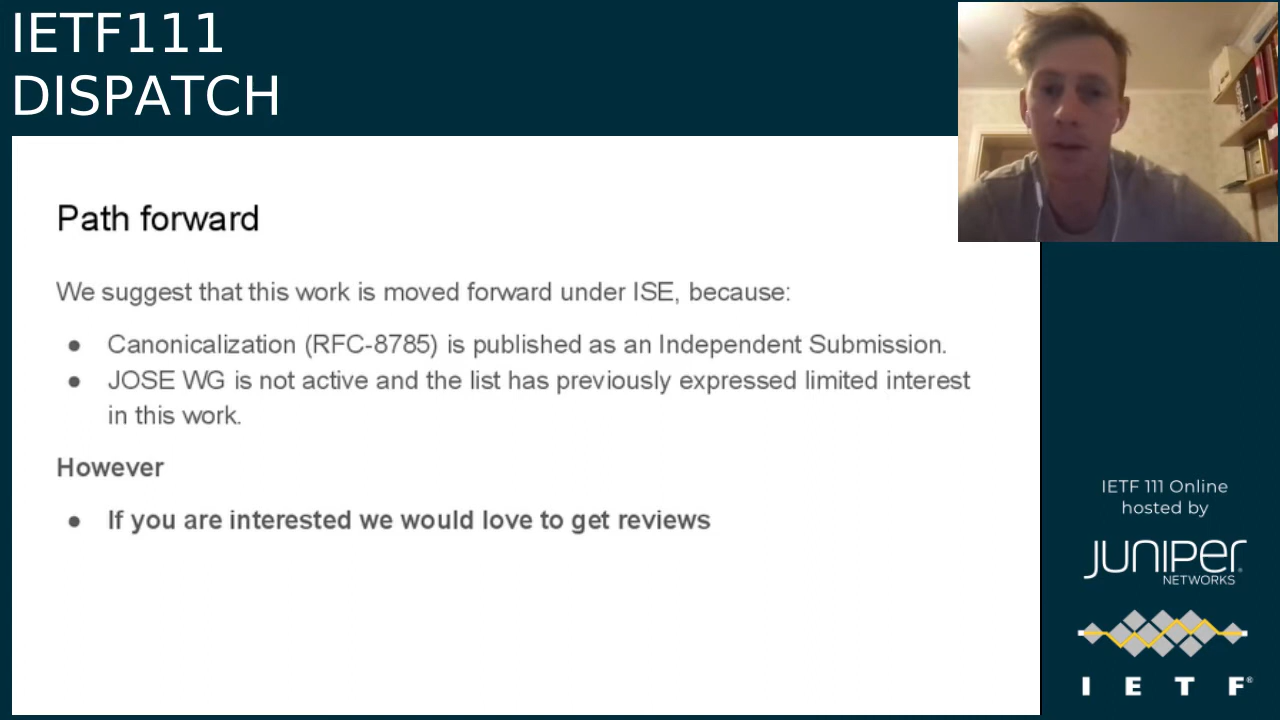 IETF111
DISPATCH
Path forward
We suggest that this work is moved forward under ISE, because:
● Canonicalization (RFC-8785) is published as an Independent Submission.
● JOSE WG is not active and the list has previously expressed limited interest
in this work.
However
● If you are interested we would love to get reviews
IETF 111 Online
hosted by
JUNIPER
NETWORKS
I E T F®